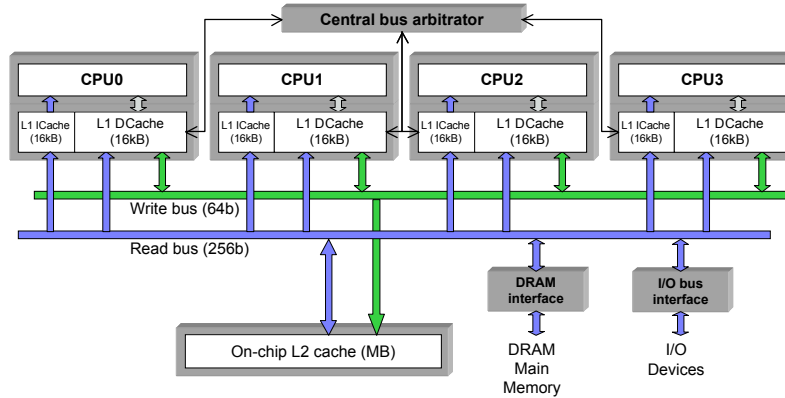 Central bus arbitrator
CPU0
CPU1
CPU2
CPU3
L1 ICache
(16kB)
L1 DCache
(16kB)
L1 ICache
(16kB)
L1 DCache
(16kB)
L1 ICache
(16kB)
L1 DCache
(16kB)
L1 ICache
(16kB)
L1 DCache
(16kB)
Write bus (64b)
Read bus (256b)
DRAM
interface
I/O bus
interface
On-chip L2 cache (MB)
DRAM
Main
Memory
I/O
Devices